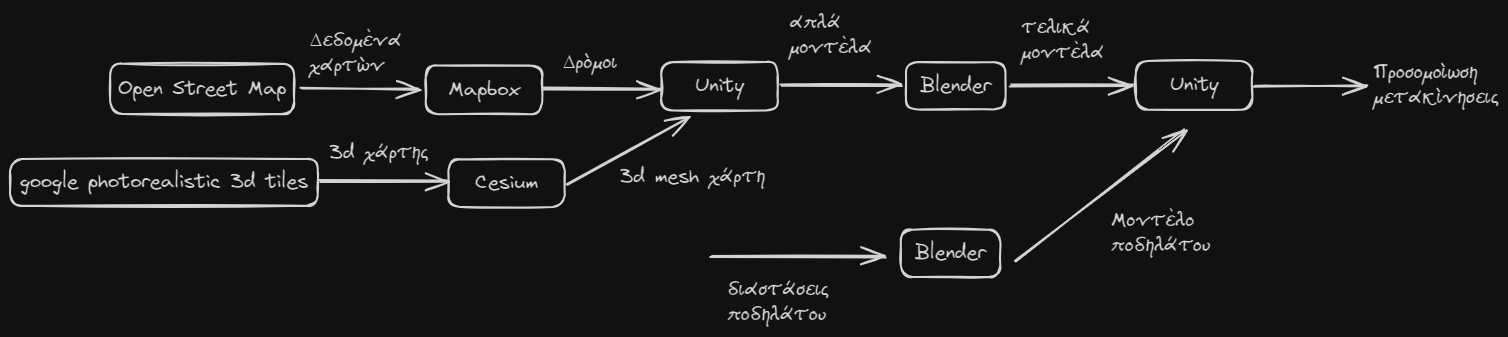 Δεδομὲνα
χαρτὼν
Open Street Map
Mapbox
Δρὸμοι
Unity
απλά
μοντὲλα
Blender
τελικά
μοντὲλα
Unity
Προσομοὶωση
μετακὶνησεις
google photorealistic 3d tiles
3d χάρτης
Cesium
3d mesh χάρτη
διαστάσεις
ποδηλάτου
Blender
Μοντὲλο
ποδηλάτου